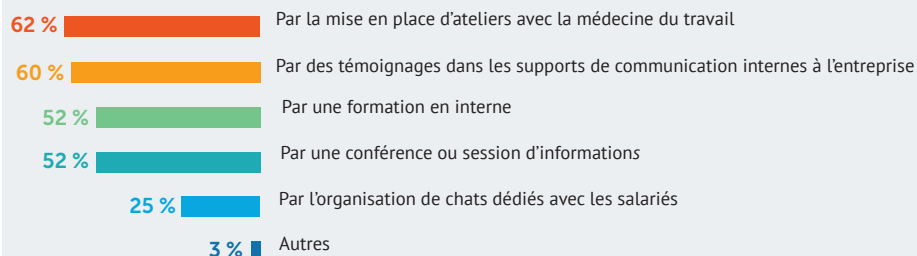 62 % Par la mise en place d'ateliers avec la médecine du travail
60 % Par des témoignages dans les supports de communication internes à l'entreprise
52 % Par une formation en interne
52 % Par une conférence ou session d'informations
25 % Par l'organisation de chats dédiés avec les salariés
3 % Autres